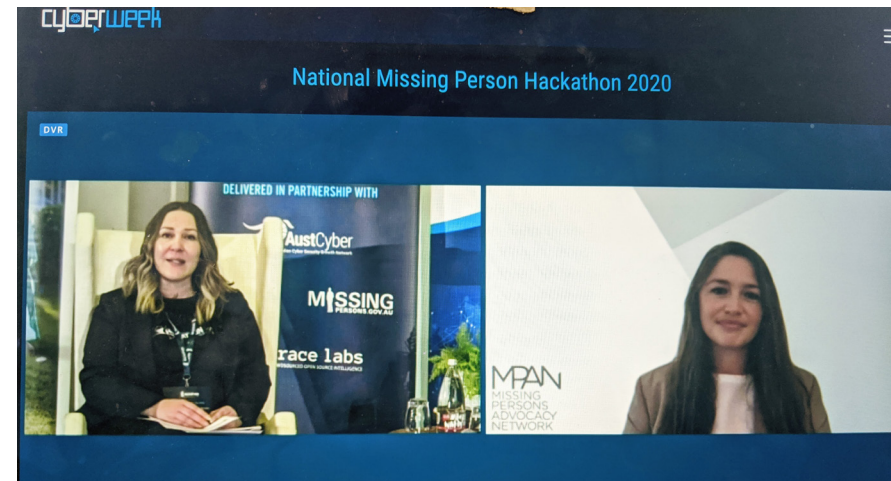 cyberweek
National Missing Person Hackathon 2020
DVR
DELIVERED IN PARTNERSHIP WITH
AustCyber
MISSING
PERSONS.GOV.AU
race labs
MPAN
MISSING
PERSONS
ADVOCACY
NETWORK